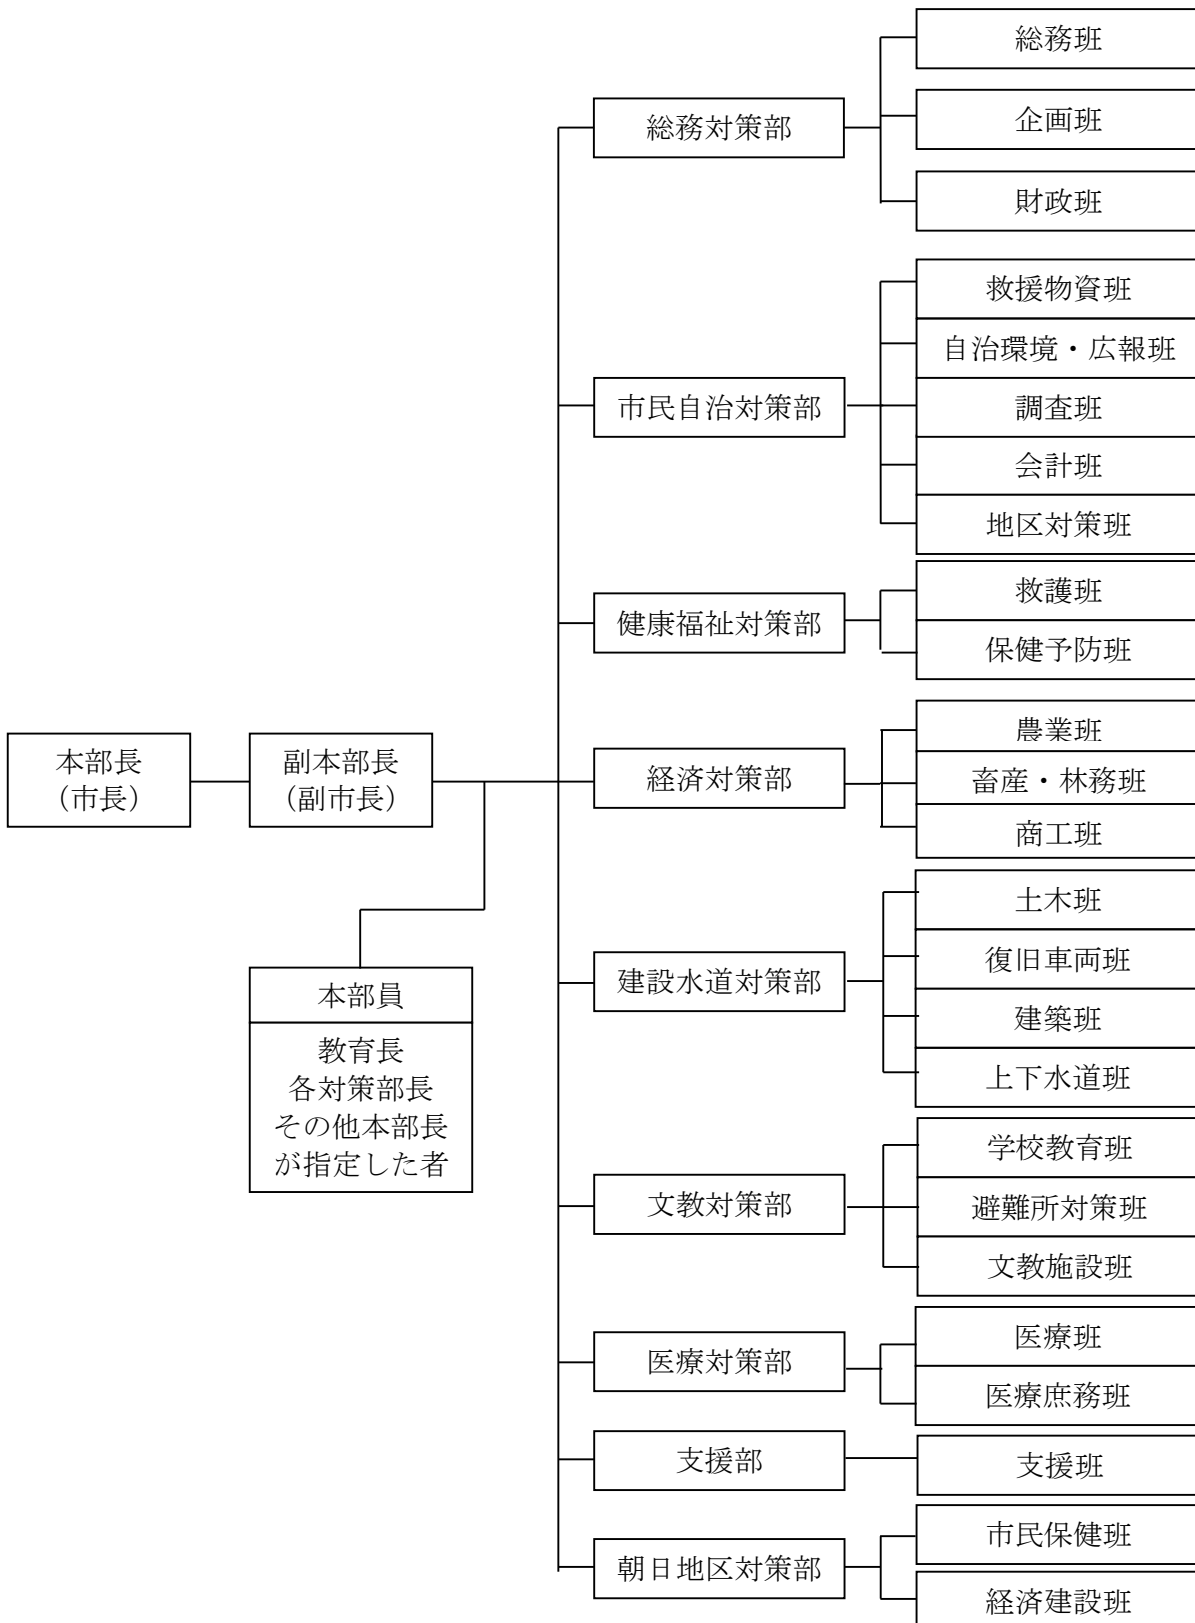 本部長
（市長）
副本部長
（副市長）
本部員
教育長
各対策部長
その他本部長
が指定した者
総務対策部
総務班
企画班
財政班
市民自治対策部
救援物資班
自治環境・広報班
調査班
会計班
地区対策班
健康福祉対策部
救護班
保健予防班
経済対策部
農業班
畜産・林務班
商工班
建設水道対策部
土木班
復旧車両班
建築班
上下水道班
文教対策部
学校教育班
避難所対策班
文教施設班
医療対策部
医療班
医療庶務班
支援部
支援班
朝日地区対策部
市民保健班
経済建設班